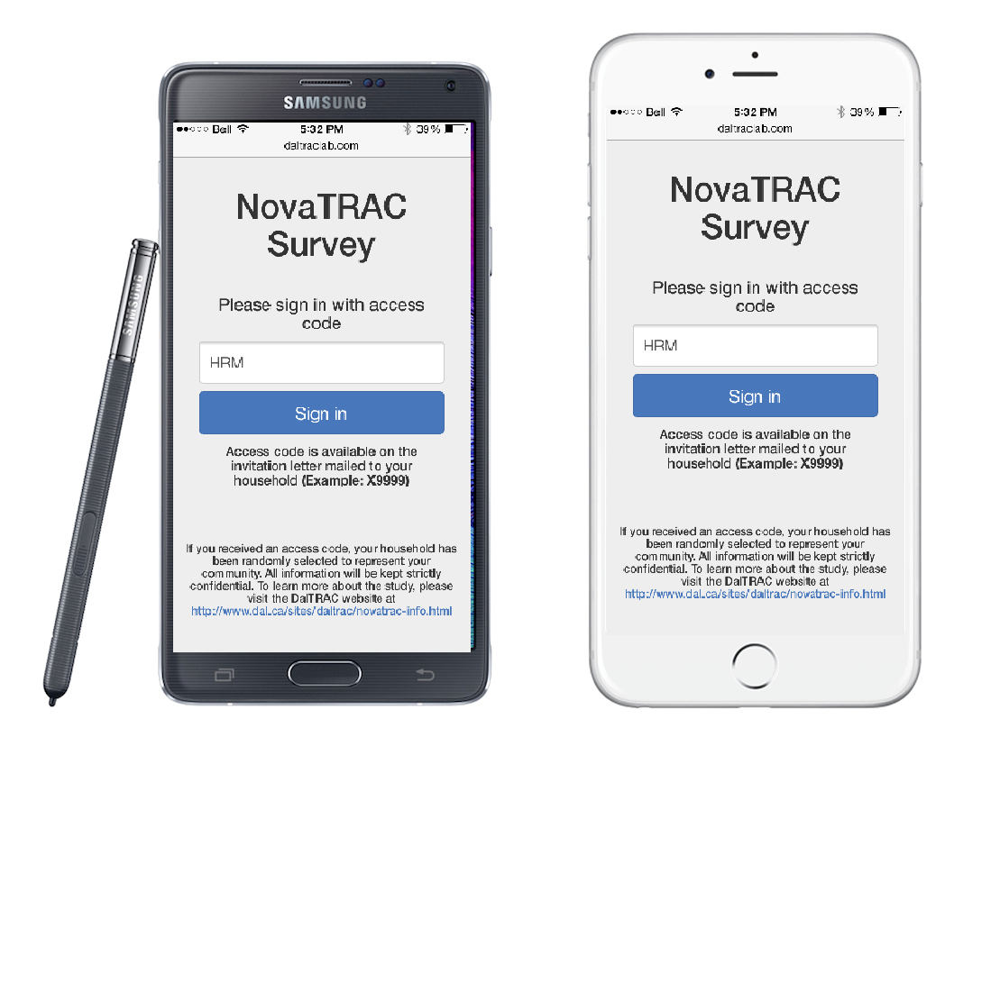 SAMSUNG
Bell 5:32 PM 39%
daltraclab.com
NovaTRAC
Survey
Please sign in with access
code
HRM
Sign in
Access code is available on the
invitation letter mailed to your
household (Example: X9999)
If you received an access code, your household has
been randomly selected to represent your
community. All information will be kept strictly
confidential. To learn more about the study, please
visit the DalTRAC website at
http://www.dal.ca/sites/daltrac/novatrac-info.html
SAMSUNG
Bell 5:32 PM 39%
daltraclab.com
NovaTRAC
Survey
Please sign in with access
code
HRM
Sign in
Access code is available on the
invitation letter mailed to your
household (Example: X9999)
If you received an access code, your household has
been randomly selected to represent your
community. All information will be kept strictly
confidential. To learn more about the study, please
visit the DalTRAC website at
http://www.dal.ca/sites/daltrac/novatrac-info.html